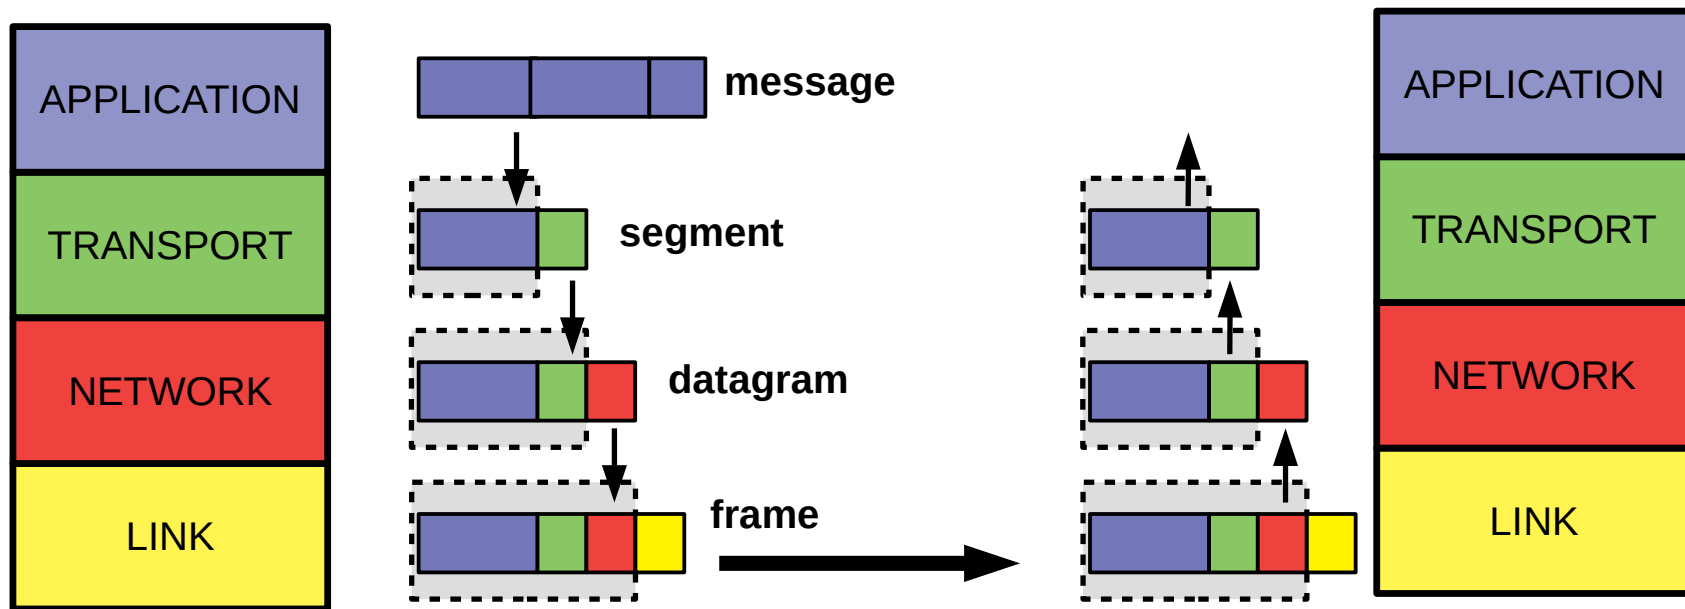 APPLICATION
TRANSPORT
NETWORK
LINK
message
segment
datagram
frame
APPLICATION
TRANSPORT
NETWORK
LINK